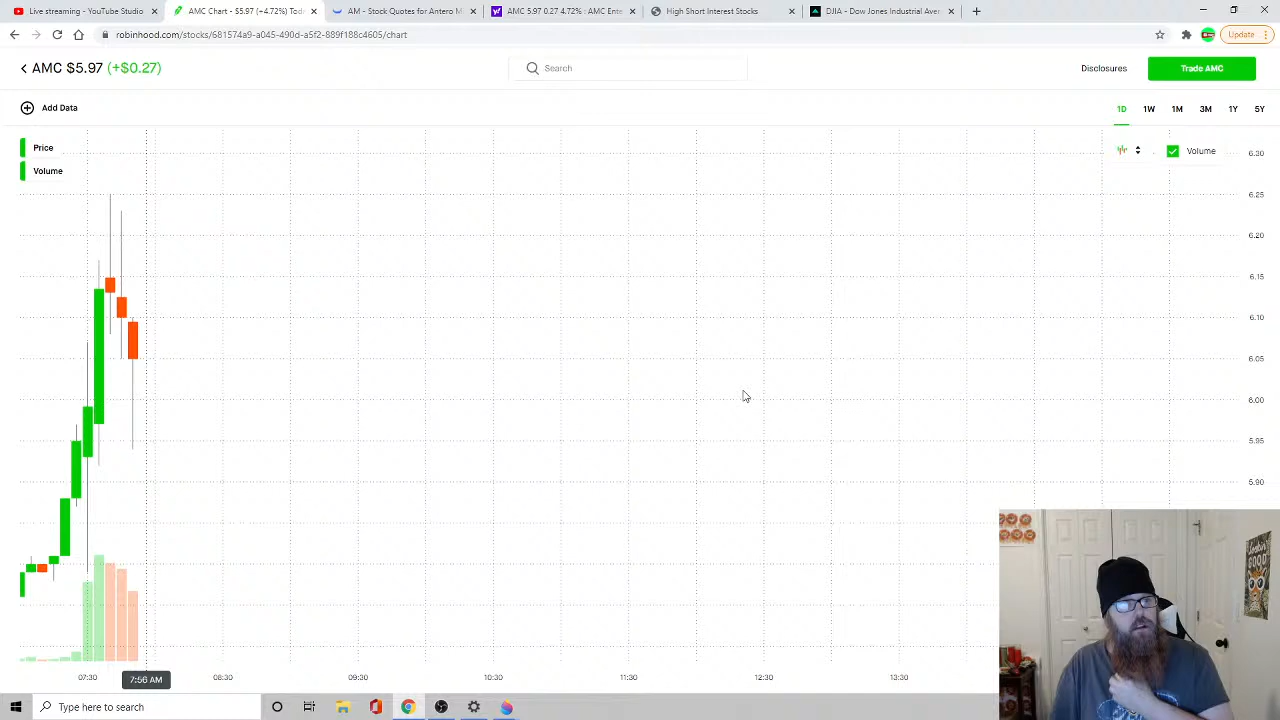 Live streaming - YouTube Studio
AMC Chart - $5.97 (+4.72%) Tod
AM - Stock Quotes for Antero M
AMC 5.97 0.27 4.72% : AMC Ente
High Short Interest Stocks
DJIA - Dow Jones Industrial Aver
robinhood.com/stocks/681574a9-a045-490d-a5f2-889f188c4605/chart
Update
AMC $5.97 (+$0.27)
Search
Disclosures
Trade AMC
Add Data
1D 1W 1M 3M 1Y 5Y
Price
Volume
Volume
6.30
6.25
6.20
6.15
6.10
6.05
6.00
5.95
5.90
07:30
7:56 AM
08:30
09:30
10:30
11:30
12:30
13:30
Type here to search